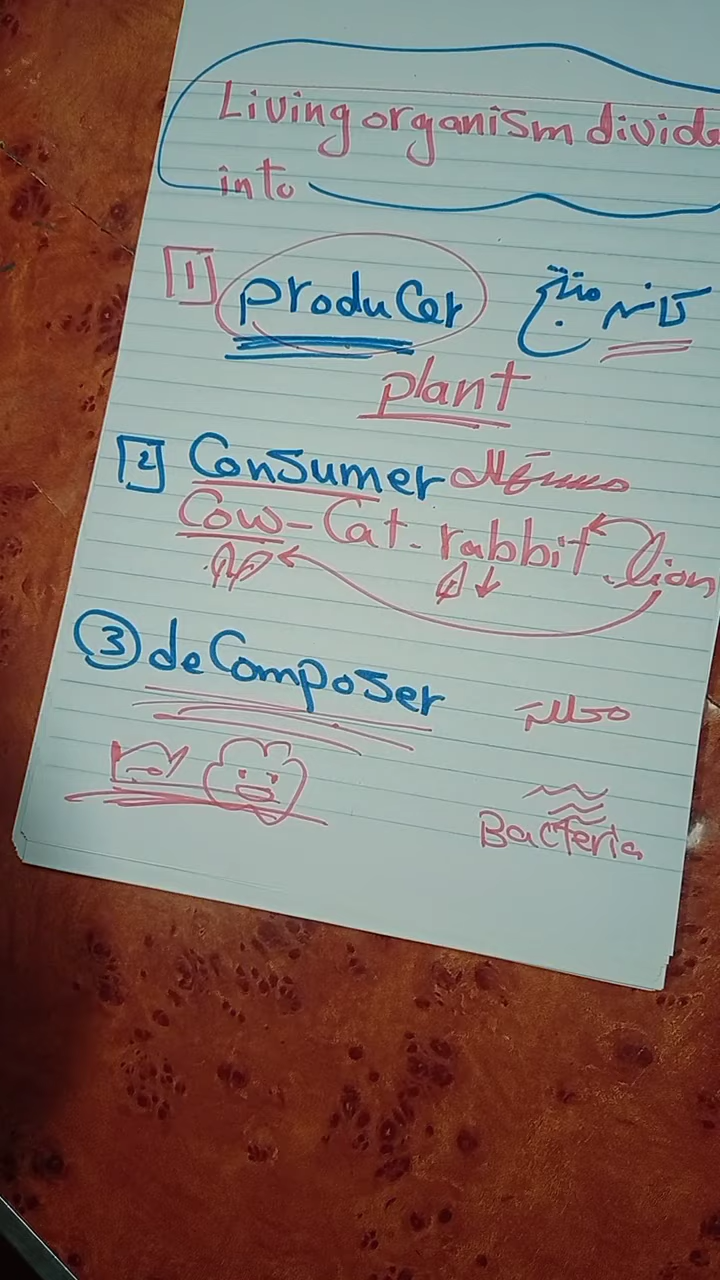 Living organism divide
into
1 producer كائن منتج
plant
2 Consumer
Cow - Cat - rabbit. lion
3 deComposer محلل
Bacteria